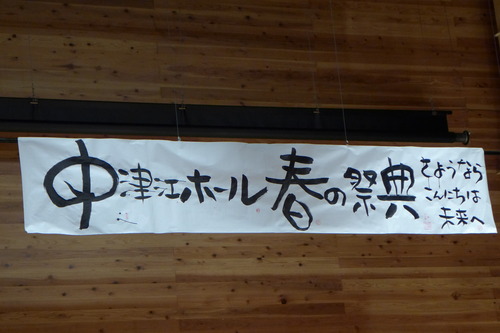 中津江ホール春の祭典
さようなら
こんにちは
未来へ